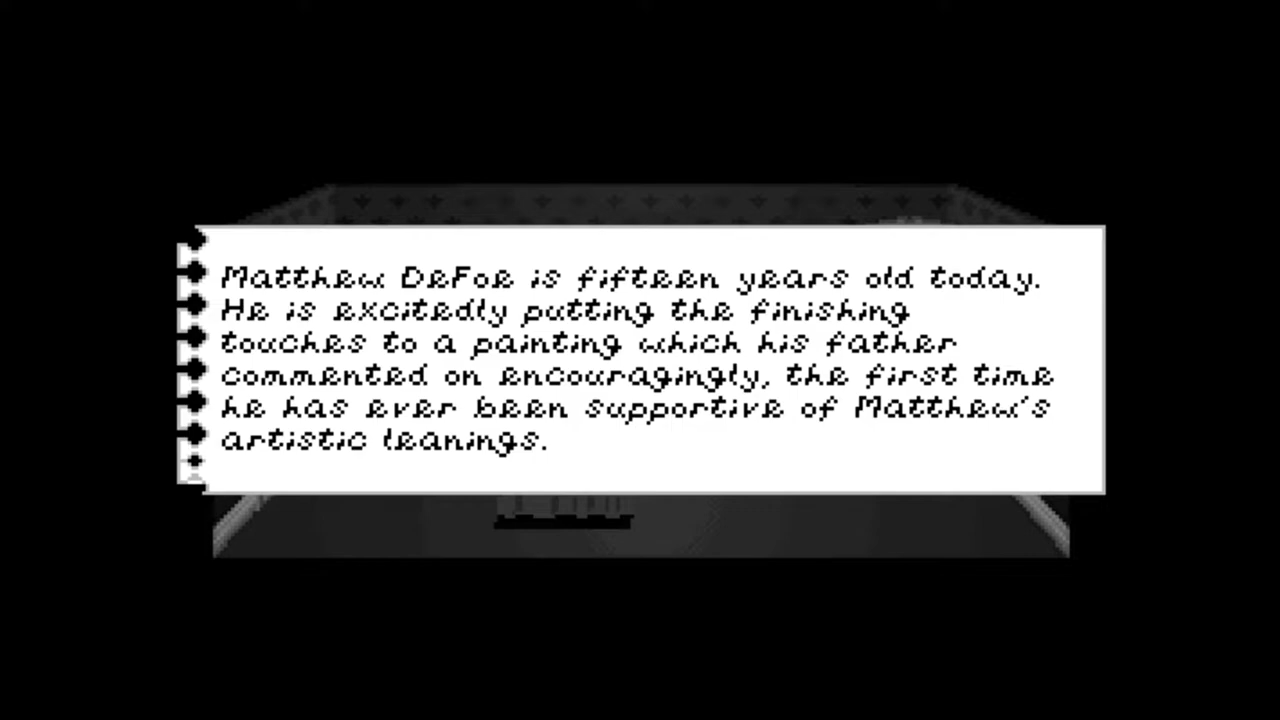 Matthew DeFoe is fifteen years old today.
He is excitedly putting the finishing
touches to a painting which his father
commented on encouragingly, the first time
he has ever been supportive of Matthew's
artistic leanings.